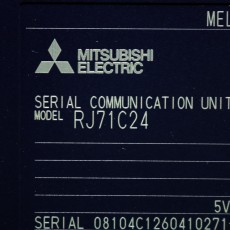 MEL
MITSUBISHI
ELECTRIC
SERIAL COMMUNICATION UNIT
MODEL RJ71C24
5V
SERIAL 08104C1260410271